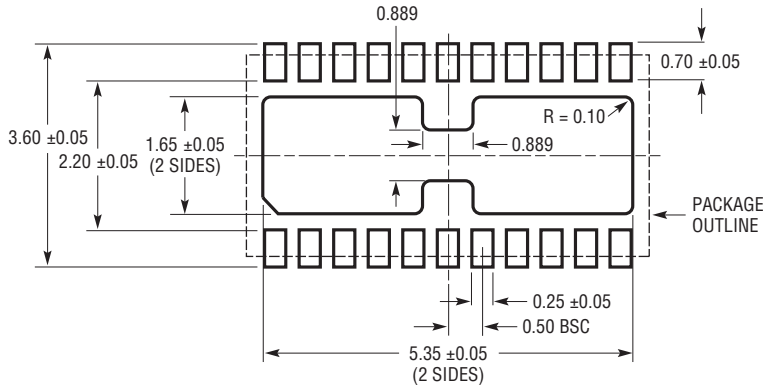 0.889
0.70 ±0.05
R = 0.10
3.60 ±0.05
1.65 ±0.05
(2 SIDES)
2.20 ±0.05
0.889
PACKAGE
OUTLINE
0.25 ±0.05
0.50 BSC
5.35 ±0.05
(2 SIDES)